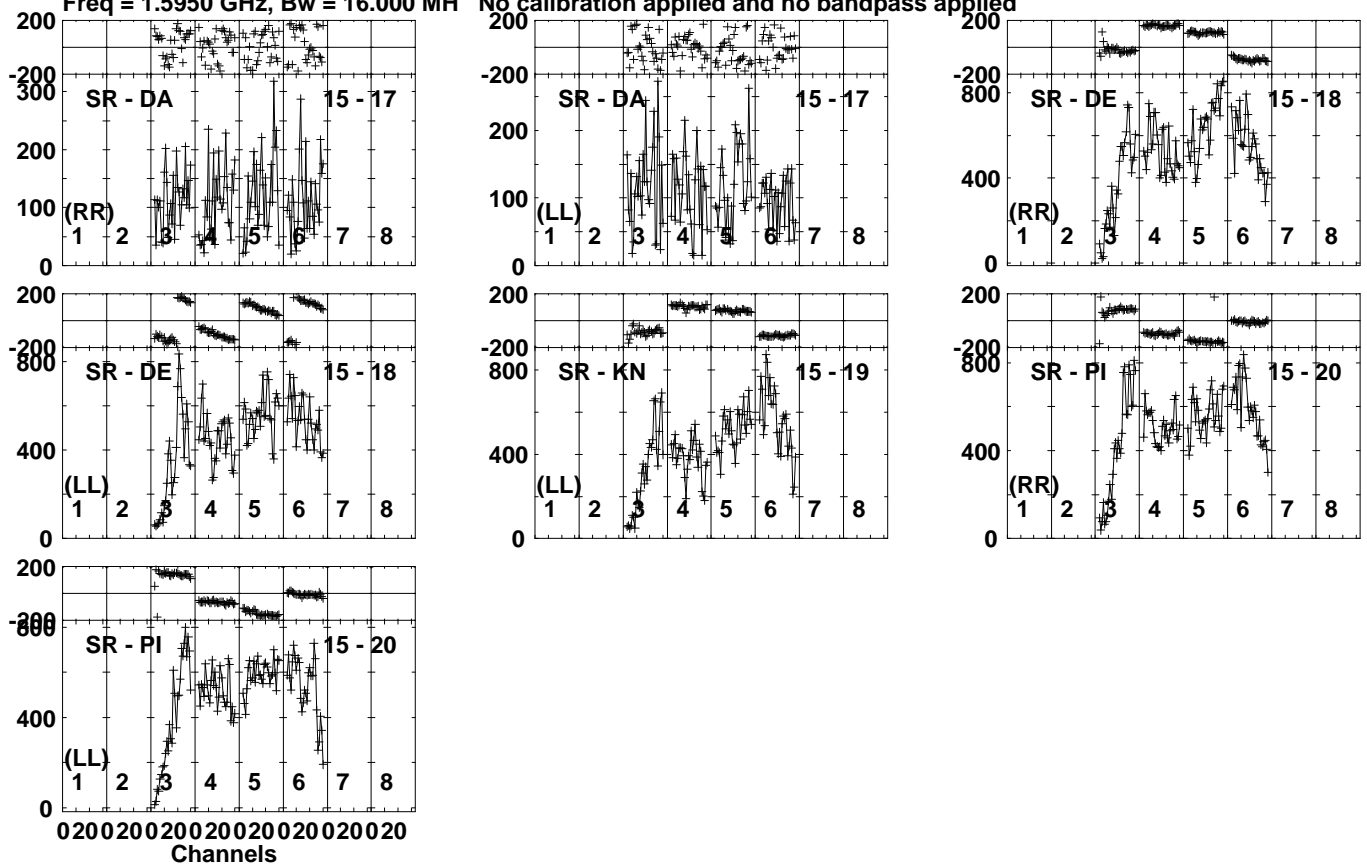 Freq = 1.5950 GHz, Bw = 16.000 MH No calibration applied and no bandpass applied
200
-200
300
200
100
0
SR - DA 15 - 17
(RR)
1 2 3 4 5 6 7 8
200
-200
200
100
0
SR - DA 15 - 17
(LL)
1 2 3 4 5 6 7 8
200
-200
800
400
0
SR - DE 15 - 18
(RR)
1 2 3 4 5 6 7 8
200
-200
800
400
0
SR - DE 15 - 18
(LL)
1 2 3 4 5 6 7 8
200
-200
800
400
0
SR - KN 15 - 19
(LL)
1 2 3 4 5 6 7 8
200
-200
800
400
0
SR - PI 15 - 20
(RR)
1 2 3 4 5 6 7 8
200
-200
800
400
0
SR - PI 15 - 20
(LL)
1 2 3 4 5 6 7 8
0 20 0 20 0 20 0 20 0 20 0 20 0 20 0 20
Channels